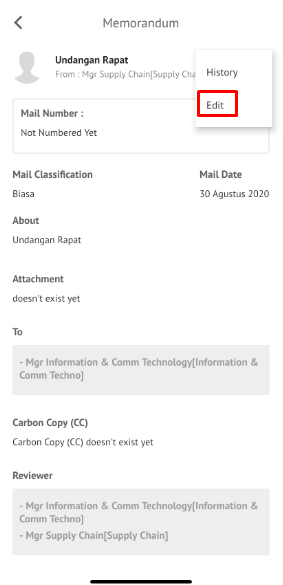 Memorandum
Undangan Rapat
From : Mgr Supply Chain[Supply Cha
History
Edit
Mail Number :
Not Numbered Yet
Mail Classification
Mail Date
Biasa
30 Agustus 2020
About
Undangan Rapat
Attachment
doesn't exist yet
To
- Mgr Information & Comm Technology[Information &
Comm Techno]
Carbon Copy (CC)
Carbon Copy (CC) doesn't exist yet
Reviewer
- Mgr Information & Comm Technology[Information &
Comm Techno]
- Mgr Supply Chain[Supply Chain]